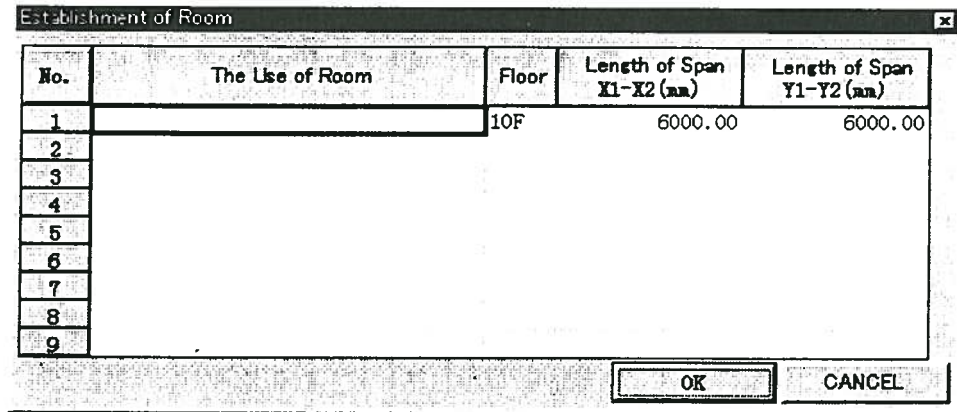 Establishment of Room
No. The Use of Room Floor Length of Span X1-X2(mm) Length of Span Y1-Y2(mm)
1 10F 6000.00 6000.00
2
3
4
5
6
7
8
9
OK CANCEL